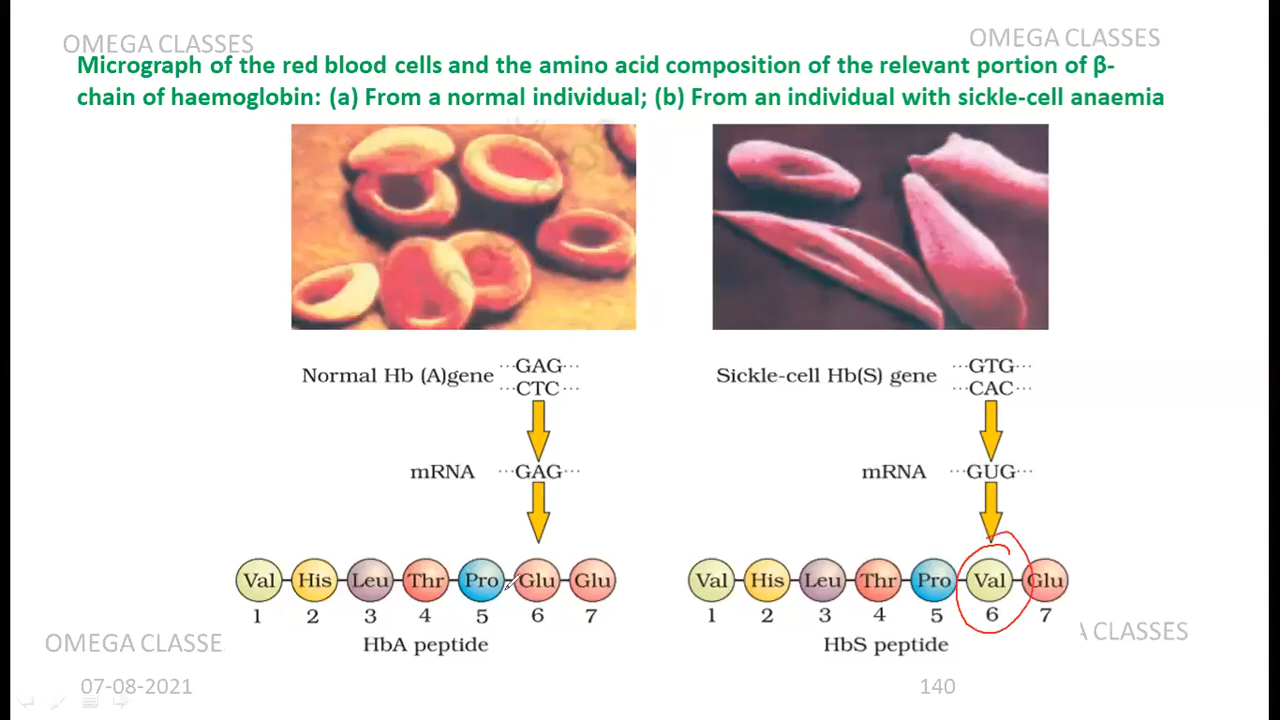 OMEGA CLASSES
OMEGA CLASSES
Micrograph of the red blood cells and the amino acid composition of the relevant portion of β-
chain of haemoglobin: (a) From a normal individual; (b) From an individual with sickle-cell anaemia
Normal Hb (A)gene
···GAG···
···CTC···
mRNA ···GAG···
Val His Leu Thr Pro Glu Glu
1 2 3 4 5 6 7
HbA peptide
Sickle-cell Hb(S) gene
···GTG···
···CAC···
mRNA ···GUG···
Val His Leu Thr Pro Val Glu
1 2 3 4 5 6 7
HbS peptide
OMEGA CLASSE
CLASSES
07-08-2021
140